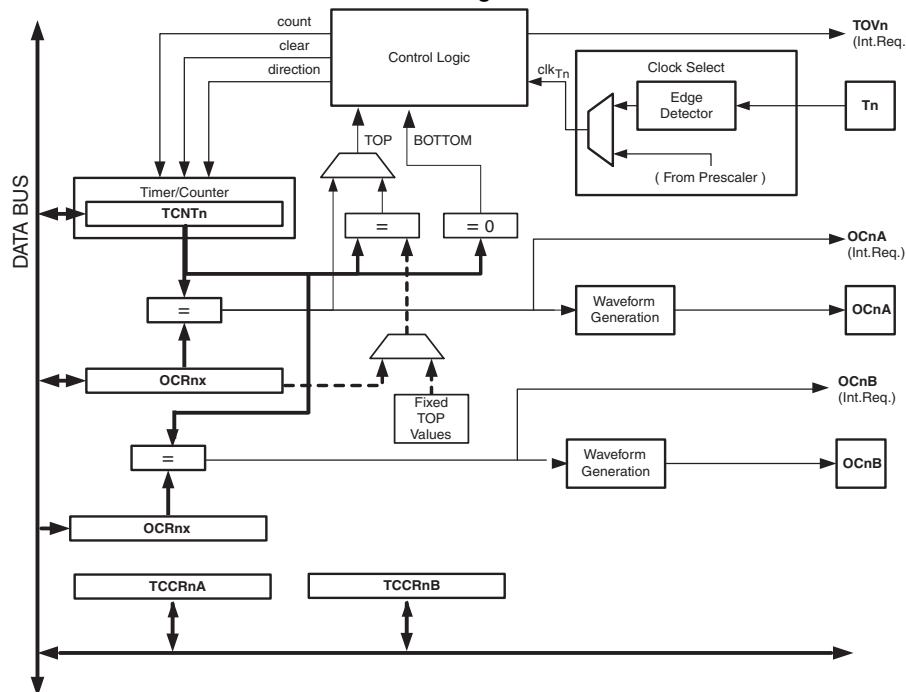 count
clear
direction
Control Logic
TOVn
(Int.Req.)
clkTn
Clock Select
Edge
Detector
Tn
( From Prescaler )
TOP
BOTTOM
Timer/Counter
TCNTn
DATA BUS
=
= 0
OCnA
(Int.Req.)
=
Waveform
Generation
OCnA
OCRnx
Fixed
TOP
Values
OCnB
(Int.Req.)
=
Waveform
Generation
OCnB
OCRnx
TCCRnA
TCCRnB